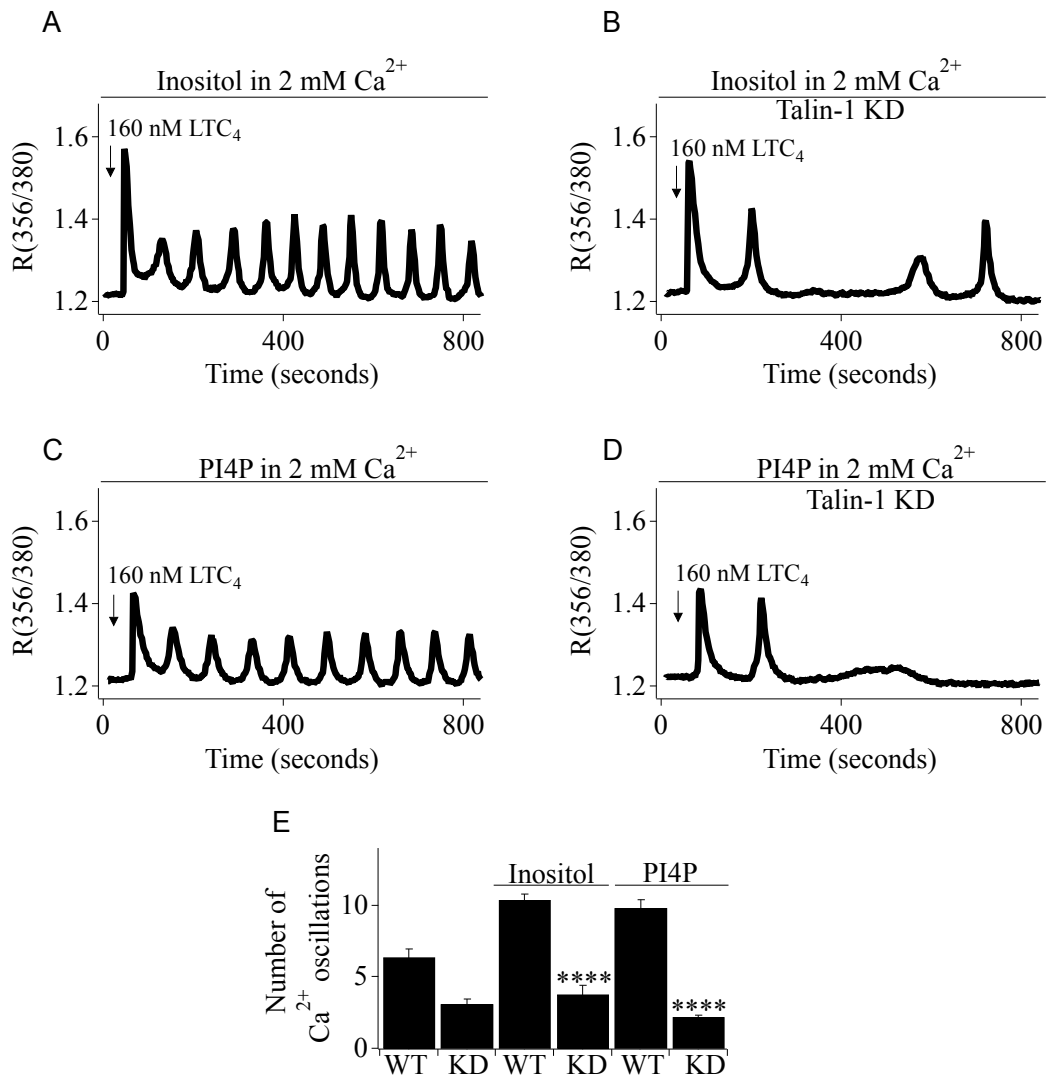 A
Inositol in 2 mM Ca²⁺
160 nM LTC₄
R(356/380)
1.6
1.4
1.2
0
400
800
Time (seconds)
B
Inositol in 2 mM Ca²⁺
Talin-1 KD
160 nM LTC₄
R(356/380)
1.6
1.4
1.2
0
400
800
Time (seconds)
C
PI4P in 2 mM Ca²⁺
160 nM LTC₄
R(356/380)
1.6
1.4
1.2
0
400
800
Time (seconds)
D
PI4P in 2 mM Ca²⁺
Talin-1 KD
160 nM LTC₄
R(356/380)
1.6
1.4
1.2
0
400
800
Time (seconds)
E
Number of
Ca²⁺ oscillations
10
5
0
Inositol
PI4P
****
****
WT KD WT KD WT KD